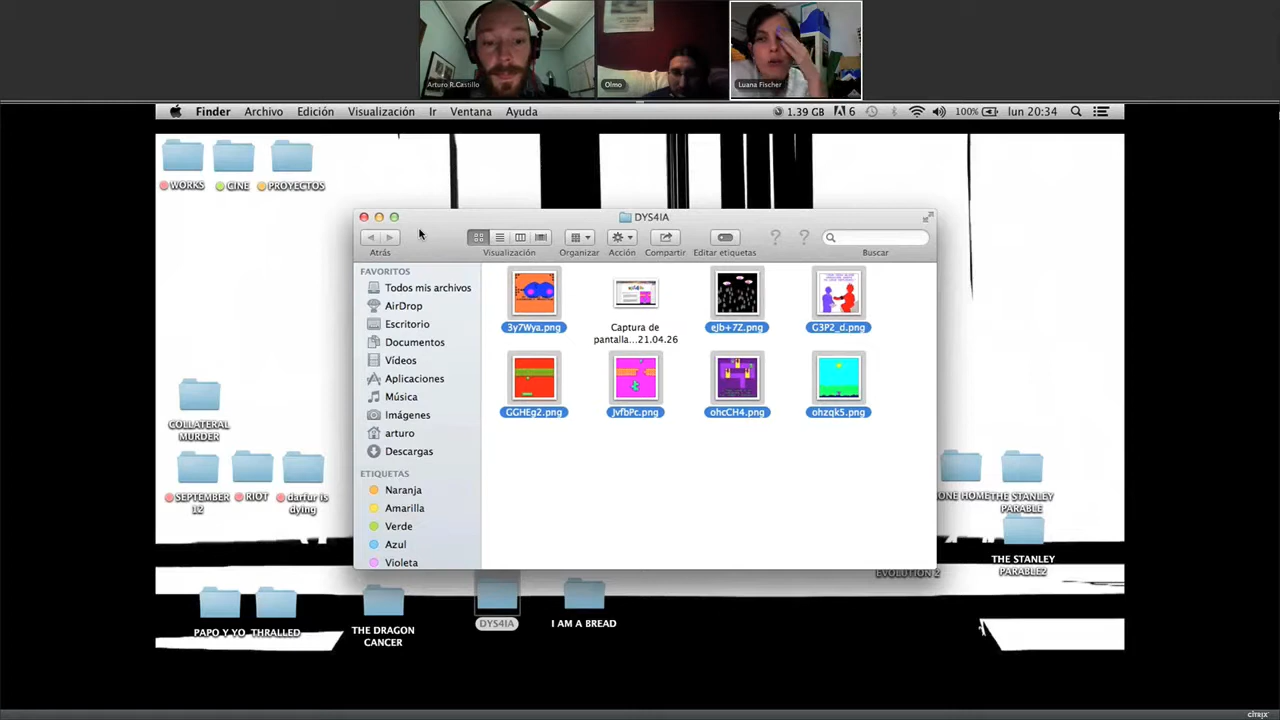 Arturo R.Castillo
Olmo
Luana Fischer
Finder Archivo Edición Visualización Ir Ventana Ayuda
1.39 GB 6 100% lun 20:34
WORKS CINE PROYECTOS
DYS4IA
Atrás Visualización Organizar Acción Compartir Editar etiquetas Buscar
FAVORITOS
Todos mis archivos
AirDrop
Escritorio
Documentos
Vídeos
Aplicaciones
Música
Imágenes
arturo
Descargas
ETIQUETAS
Naranja
Amarilla
Verde
Azul
Violeta
3y7Wya.png
Captura de
pantalla...21.04.26
ejb+7Z.png
G3P2_d.png
GGHEg2.png
JvfbPc.png
ohcCH4.png
ohzqk5.png
COLLATERAL
MURDER
SEPTEMBER
12
RIOT
darfur is
dying
ONE HOME
THE STANLEY
PARABLE
THE STANLEY
PARABLE2
EVOLUTION 2
PAPO Y YO
THRALLED
THE DRAGON
CANCER
DYS4IA
I AM A BREAD
CİTRIX